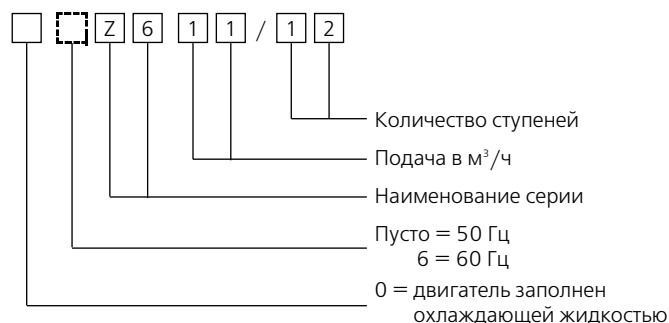 Z 6 1 1 / 1 2
Количество ступеней
Подача в м³/ч
Наименование серии
Пусто = 50 Гц
6 = 60 Гц
0 = двигатель заполнен
охлаждающей жидкостью